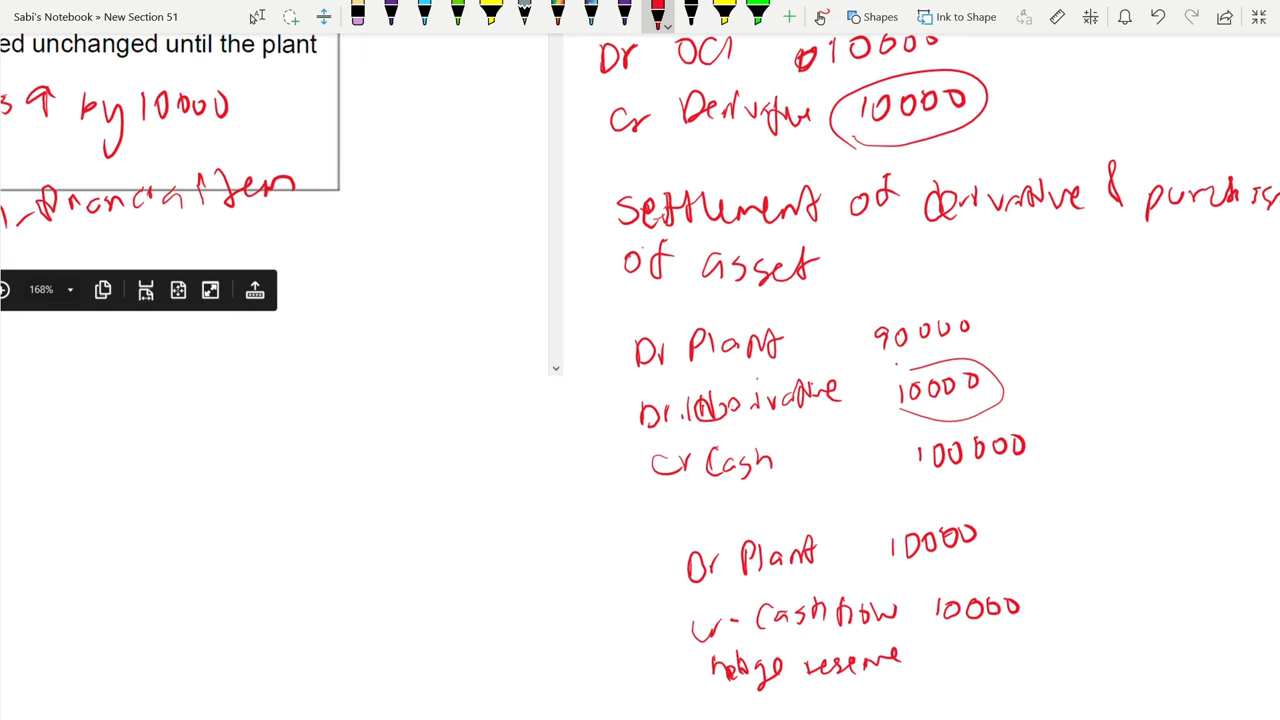 Sabi's Notebook » New Section 51
Shapes
Ink to Shape
ed unchanged until the plant
s ↑ by 10000
168%
Dr OCI 10000
Cr Derivative 10000
Settlement of derivative &
of asset
Dr Plant 90000
Dr. Derivative 10000
Cr Cash 100000
Dr Plant 10000
Cr - Cash flow 10000
hedge reserve